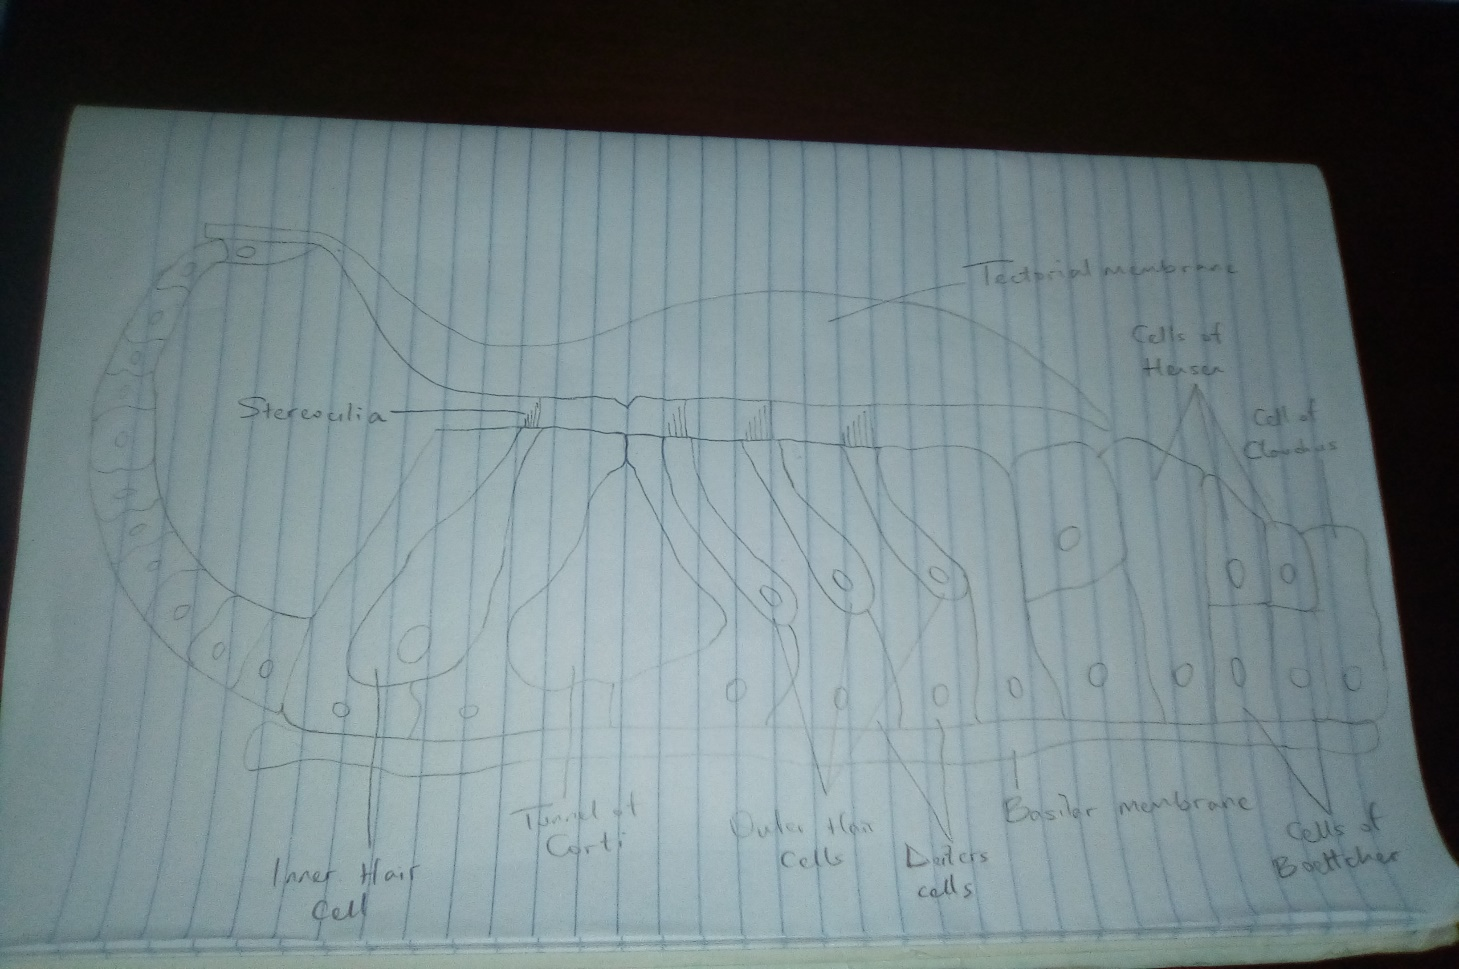 Tectorial membrane
Cells of
Hensen
Stereocilia
Cell of
Claudius
Tunnel of
Corti
Basilar membrane
Outer Hair
Cells
Deiters
cells
Cells of
Boettcher
Inner Hair
Cell